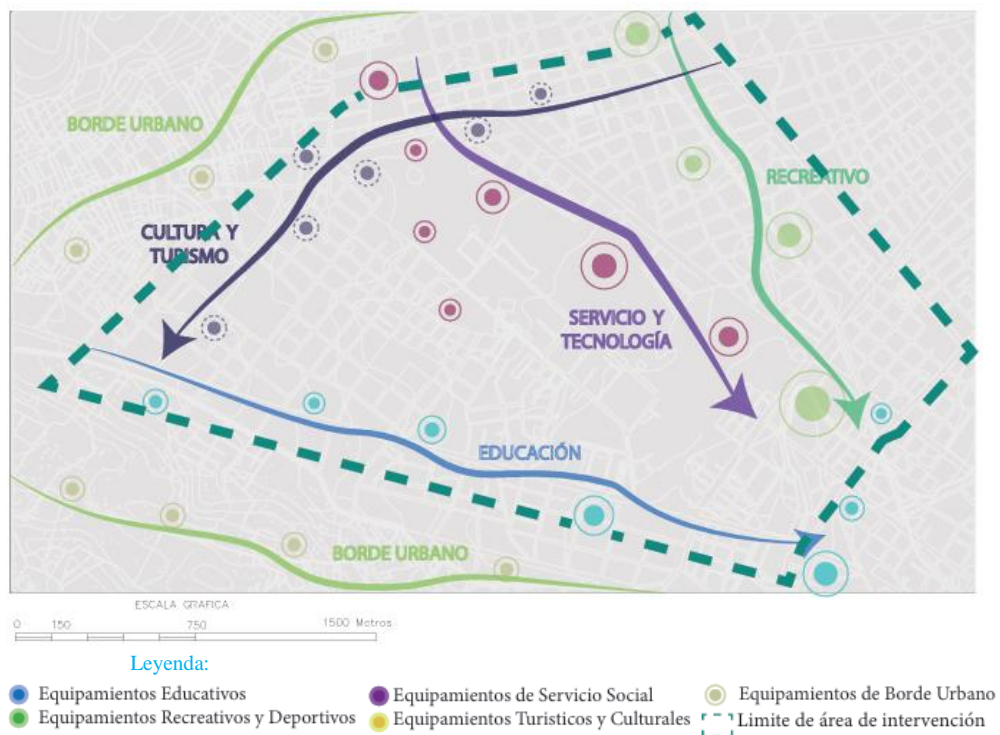 BORDE URBANO
RECREATIVO
CULTURA Y
TURISMO
SERVICIO Y
TECNOLOGÍA
EDUCACIÓN
BORDE URBANO
ESCALA GRAFICA
0 150 750 1500 Metros
Leyenda:
Equipamientos Educativos
Equipamientos de Servicio Social
Equipamientos de Borde Urbano
Equipamientos Recreativos y Deportivos
Equipamientos Turisticos y Culturales
Limite de área de intervención